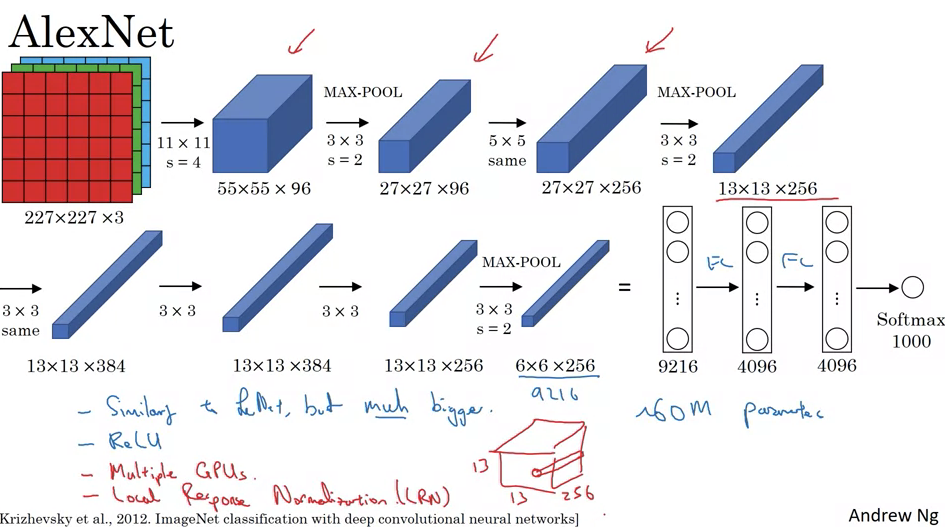 AlexNet
MAX-POOL
MAX-POOL
11 × 11
s = 4
3 × 3
s = 2
5 × 5
same
3 × 3
s = 2
55×55 × 96
27×27 ×96
27×27 ×256
13×13 ×256
227×227 ×3
MAX-POOL
FC
FC
=
3 × 3
same
3 × 3
3 × 3
3 × 3
s = 2
...
...
...
Softmax
1000
13×13 ×384
13×13 ×384
13×13 ×256
6×6 ×256
9216
4096
4096
9216
- Similar to LeNet, but much bigger.
~60M
- ReLU
- Multiple GPUs.
- Local Response Normalization (LRN)
13
13
256
Krizhevsky et al., 2012. ImageNet classification with deep convolutional neural networks]
Andrew Ng